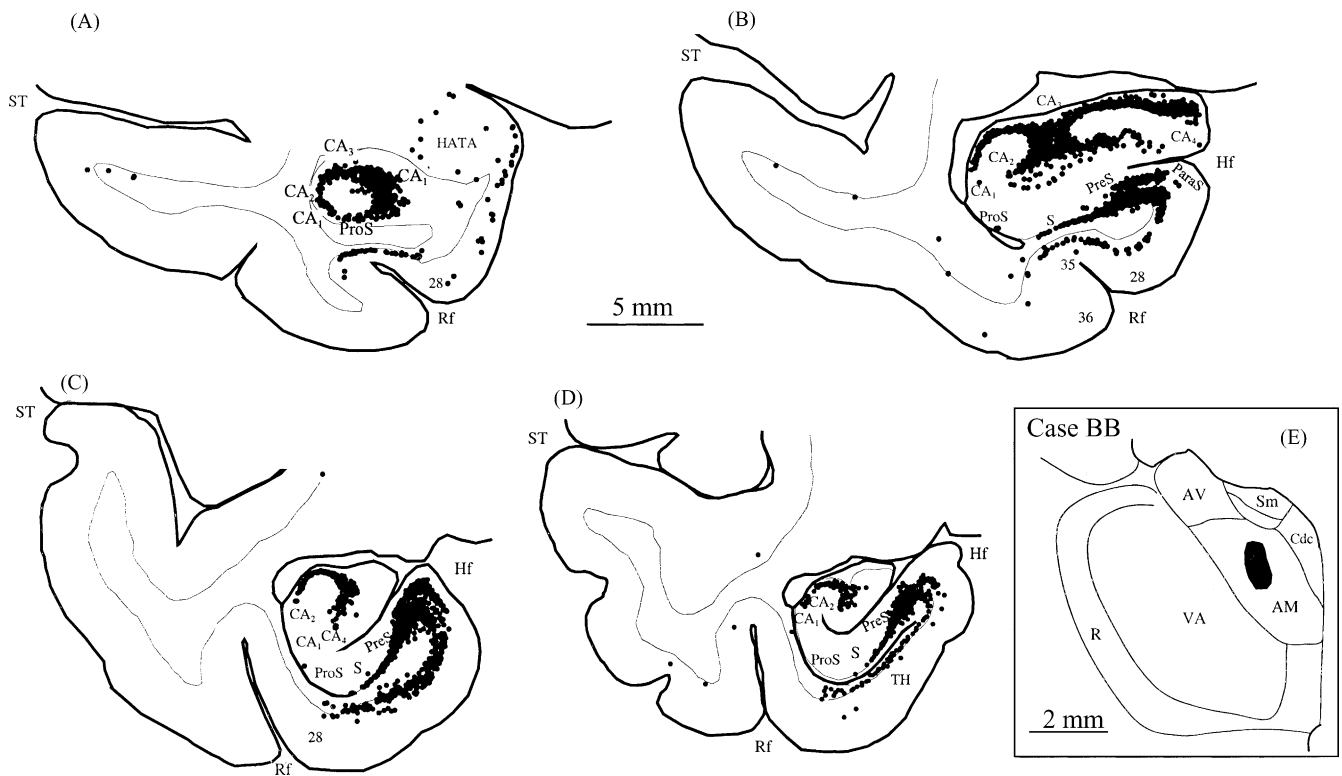 (A)
ST
HATA
CA3
CA1
CA2
CA1
ProS
28
Rf
5 mm
(B)
ST
CA3
CA4
CA2
Hf
PreS
ParaS
CA1
ProS
S
35
28
36
Rf
(C)
ST
Hf
CA2
CA4
CA1
PreS
ProS
S
28
Rf
(D)
ST
Hf
CA2
CA1
PreS
S
ProS
TH
Rf
Case BB
(E)
AV
Sm
Cdc
AM
VA
R
2 mm